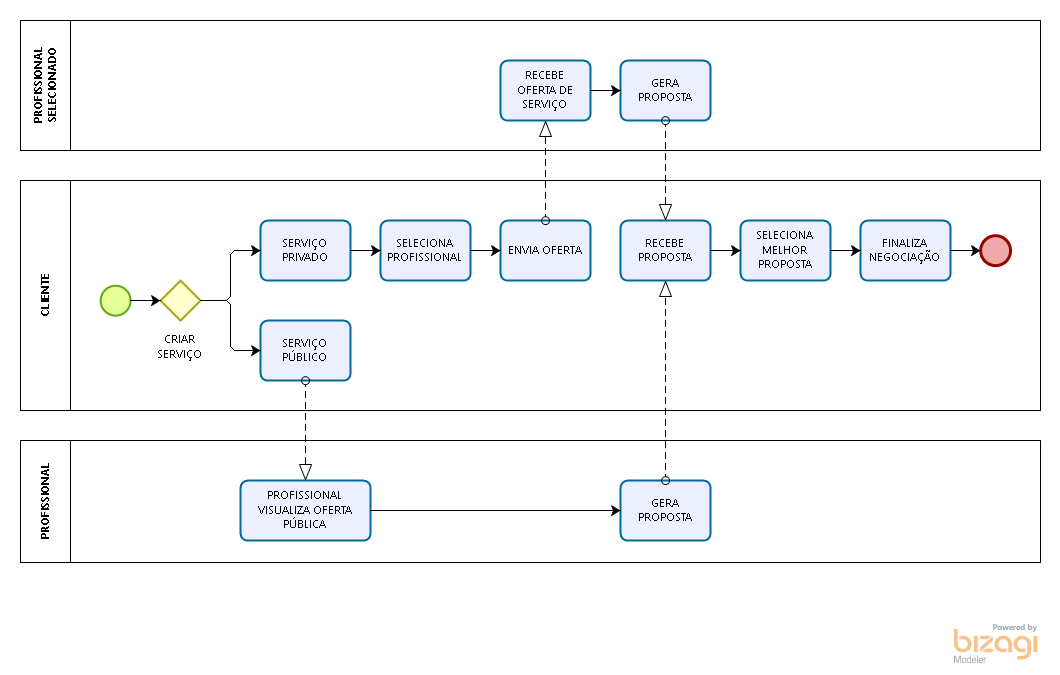 PROFISSIONAL
SELECIONADO
RECEBE
OFERTA DE
SERVIÇO
GERA
PROPOSTA
CLIENTE
CRIAR
SERVIÇO
SERVIÇO
PRIVADO
SELECIONA
PROFISSIONAL
ENVIA OFERTA
RECEBE
PROPOSTA
SELECIONA
MELHOR
PROPOSTA
FINALIZA
NEGOCIAÇÃO
SERVIÇO
PÚBLICO
PROFISSIONAL
PROFISSIONAL
VISUALIZA OFERTA
PÚBLICA
GERA
PROPOSTA
Powered by
bizagi
Modeler